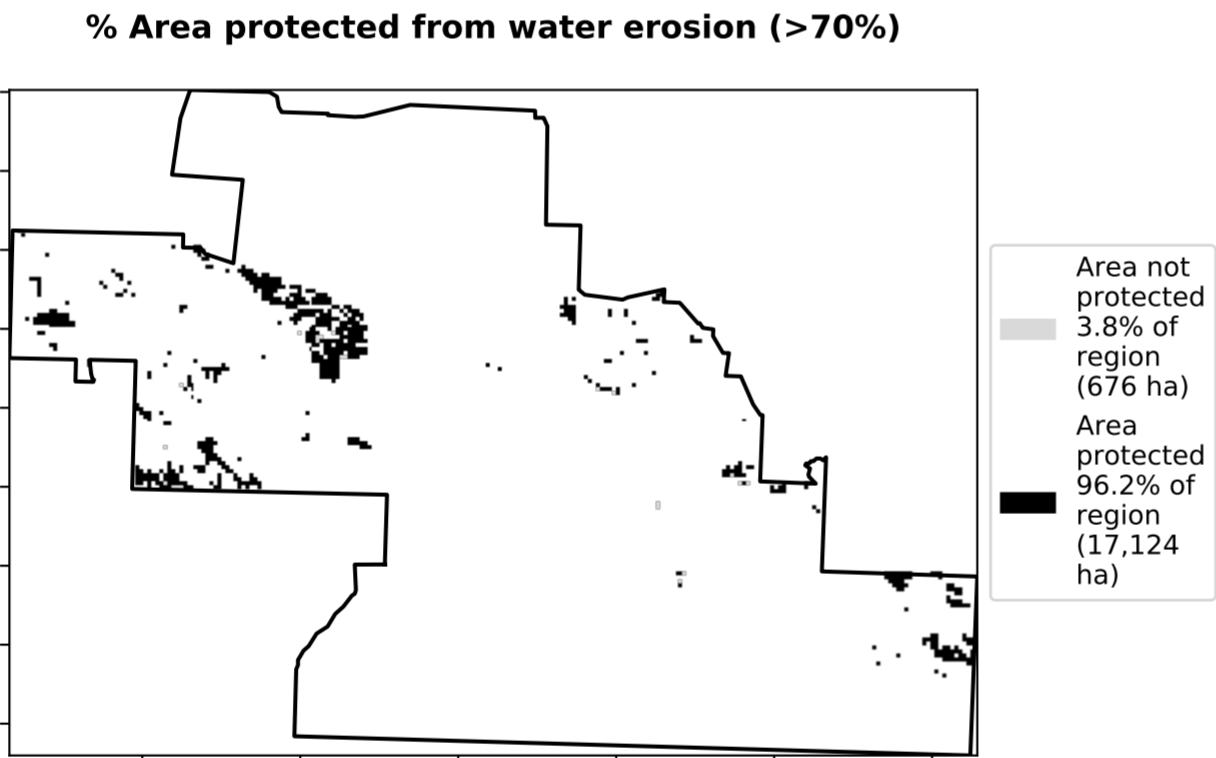 % Area protected from water erosion (>70%)
Area not
protected
3.8% of
region
(676 ha)
Area
protected
96.2% of
region
(17,124
ha)